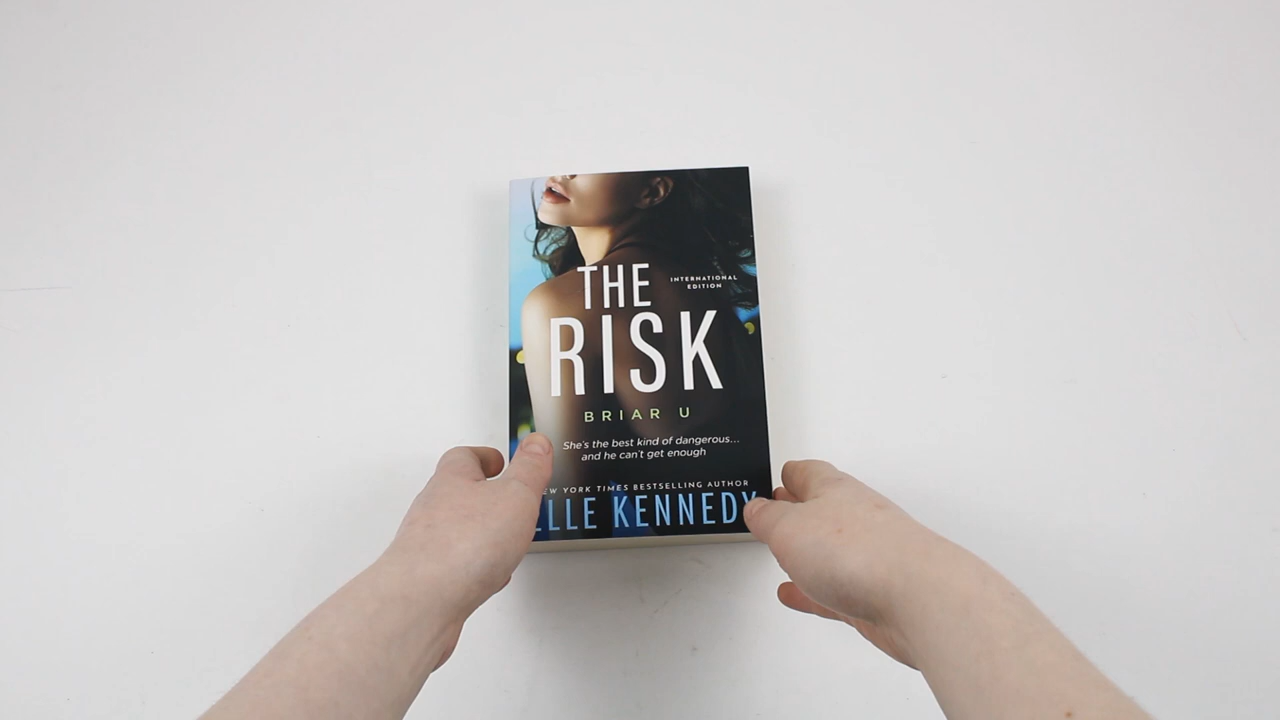 THE
INTERNATIONAL
EDITION
RISK
BRIAR U
She's the best kind of dangerous...
and he can't get enough
YORK TIMES BESTSELLING AUTHOR
ELLE KENNEDY